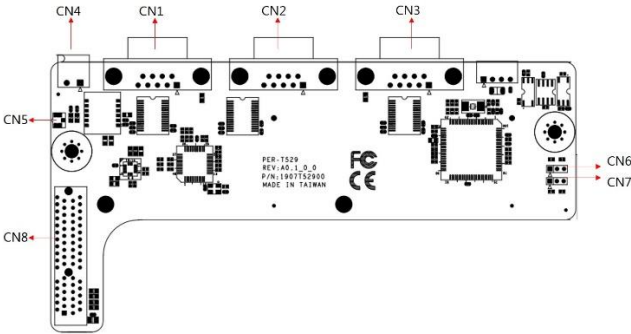 CN4
CN1
CN2
CN3
CN5
PER-T529
REV:A0.1_0_0
P/N:1907T52900
MADE IN TAIWAN
FC
CE
CN6
CN7
CN8